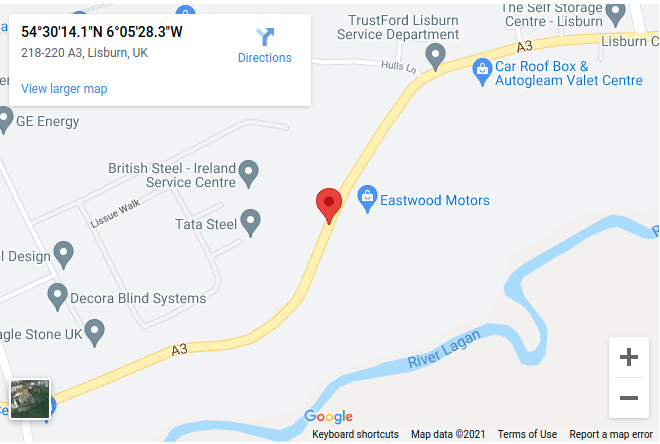 54°30'14.1"N 6°05'28.3"W
218-220 A3, Lisburn, UK
Directions
View larger map
TrustFord Lisburn
Service Department
The Self Storage
Centre - Lisburn
Lisburn C
A3
Hulls Ln
Car Roof Box &
Autogleam Valet Centre
GE Energy
British Steel - Ireland
Service Centre
Eastwood Motors
Lissue Walk
Tata Steel
ol Design
Decora Blind Systems
agle Stone UK
A3
River Lagan
R
Ce
Google
Keyboard shortcuts
Map data ©2021
Terms of Use
Report a map error